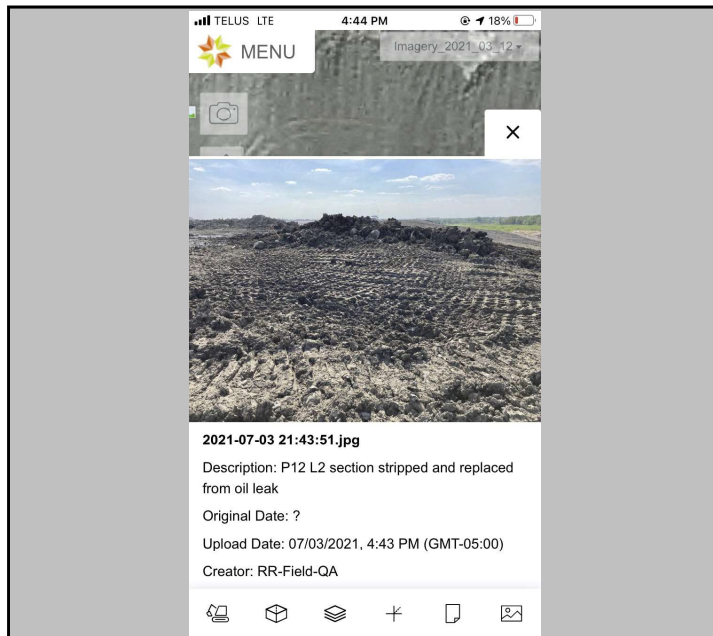 TELUS LTE 4:44 PM 18%
MENU
Imagery_2021_03_12
2021-07-03 21:43:51.jpg
Description: P12 L2 section stripped and replaced
from oil leak
Original Date: ?
Upload Date: 07/03/2021, 4:43 PM (GMT-05:00)
Creator: RR-Field-QA